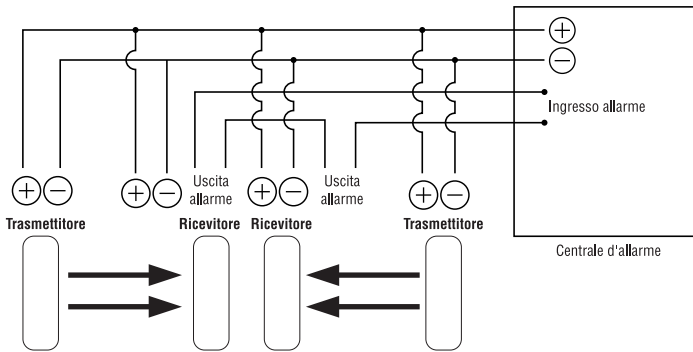 +
−
Ingresso allarme
+ − + − Uscita allarme + − Uscita allarme + −
Trasmettitore Ricevitore Ricevitore Trasmettitore
Centrale d'allarme